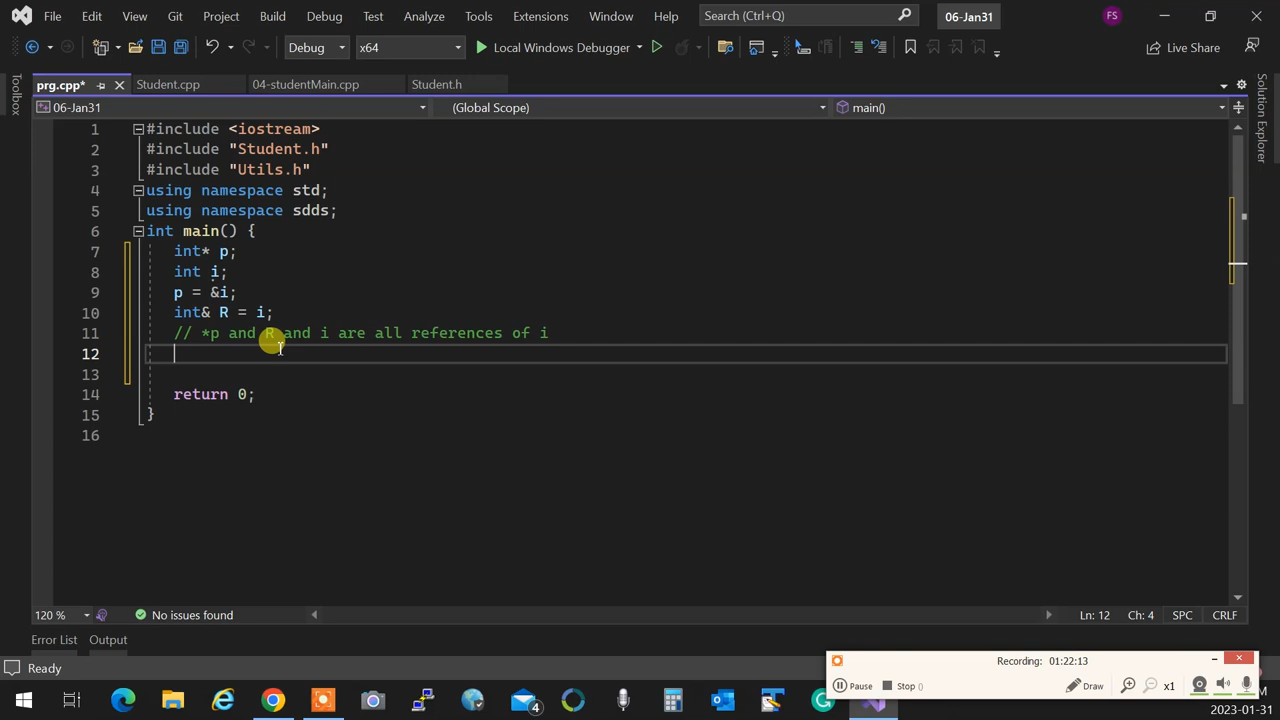 File Edit View Git Project Build Debug Test Analyze Tools Extensions Window Help Search (Ctrl+Q) 06-Jan31 FS
Debug x64 Local Windows Debugger Live Share
prg.cpp* Student.cpp 04-studentMain.cpp Student.h
06-Jan31 (Global Scope) main()
Toolbox
Solution Explorer
1 #include <iostream>
2 #include "Student.h"
3 #include "Utils.h"
4 using namespace std;
5 using namespace sdds;
6 int main() {
7 int* p;
8 int i;
9 p = &i;
10 int& R = i;
11 // *p and R and i are all references of i
12
13
14 return 0;
15 }
16
120 % No issues found Ln: 12 Ch: 4 SPC CRLF
Error List Output
Ready
Recording: 01:22:13
Pause Stop () Draw x1
4
2023-01-31